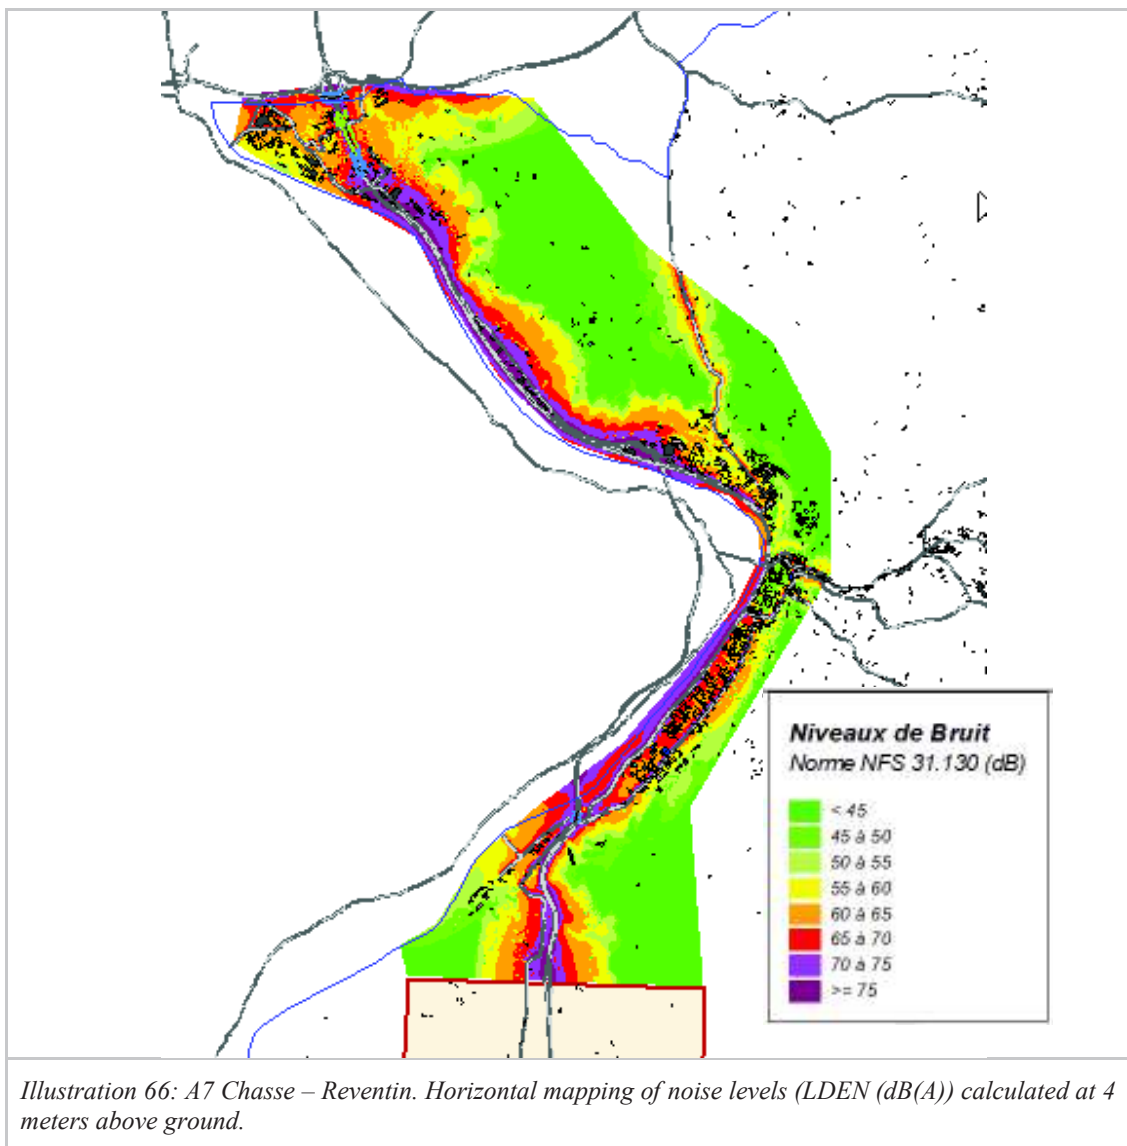 Niveaux de Bruit
Norme NFS 31.130 (dB)
< 45
45 à 50
50 à 55
55 à 60
60 à 65
65 à 70
70 à 75
>= 75
Illustration 66: A7 Chasse – Reventin. Horizontal mapping of noise levels (LDEN (dB(A)) calculated at 4
meters above ground.